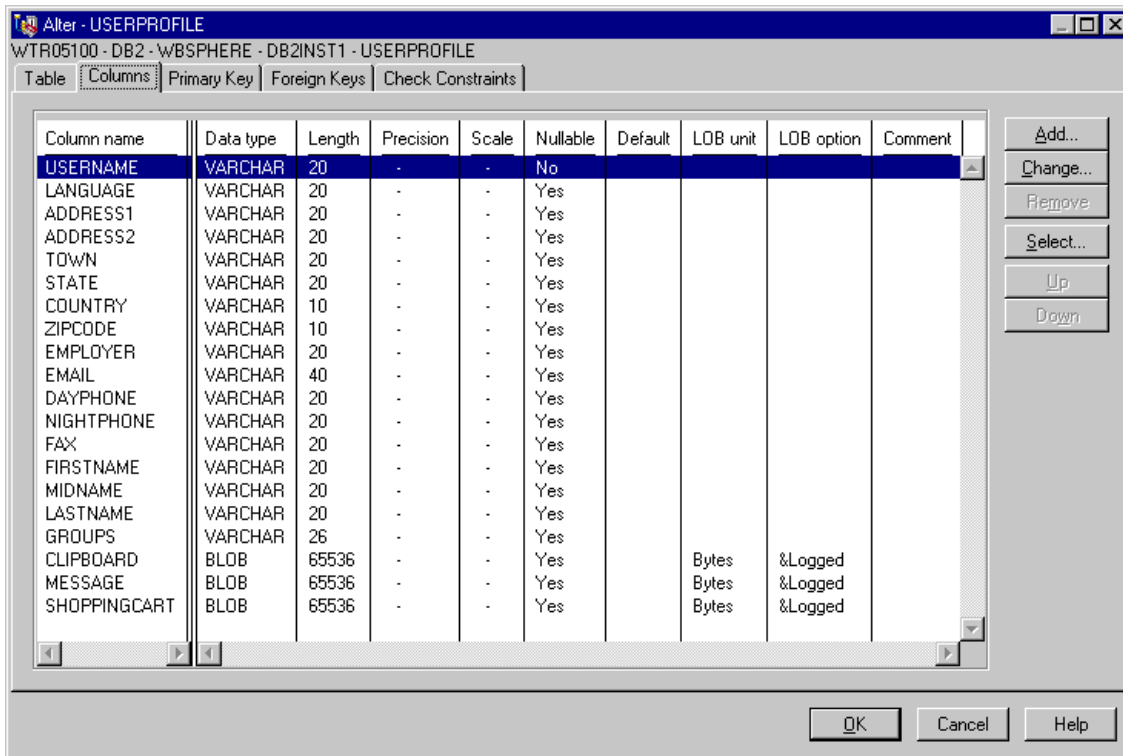 Alter - USERPROFILE
WTR05100 - DB2 - WBSPHERE - DB2INST1 - USERPROFILE
Table Columns Primary Key Foreign Keys Check Constraints
Column name Data type Length Precision Scale Nullable Default LOB unit LOB option Comment Add...
USERNAME VARCHAR 20 - - No Change...
LANGUAGE VARCHAR 20 - - Yes Remove
ADDRESS1 VARCHAR 20 - - Yes
ADDRESS2 VARCHAR 20 - - Yes Select...
TOWN VARCHAR 20 - - Yes
STATE VARCHAR 20 - - Yes Up
COUNTRY VARCHAR 10 - - Yes Down
ZIPCODE VARCHAR 10 - - Yes
EMPLOYER VARCHAR 20 - - Yes
EMAIL VARCHAR 40 - - Yes
DAYPHONE VARCHAR 20 - - Yes
NIGHTPHONE VARCHAR 20 - - Yes
FAX VARCHAR 20 - - Yes
FIRSTNAME VARCHAR 20 - - Yes
MIDNAME VARCHAR 20 - - Yes
LASTNAME VARCHAR 20 - - Yes
GROUPS VARCHAR 26 - - Yes
CLIPBOARD BLOB 65536 - - Yes Bytes &Logged
MESSAGE BLOB 65536 - - Yes Bytes &Logged
SHOPPINGCART BLOB 65536 - - Yes Bytes &Logged
OK Cancel Help